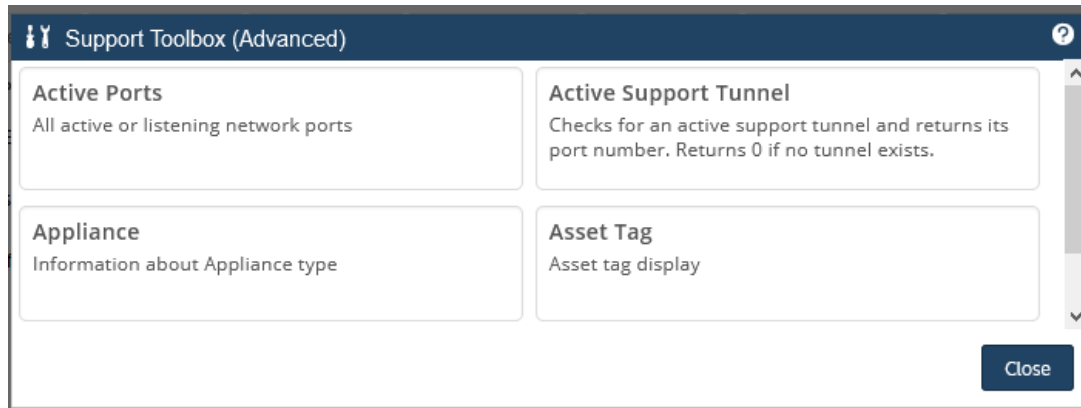 Support Toolbox (Advanced)
Active Ports
All active or listening network ports
Active Support Tunnel
Checks for an active support tunnel and returns its
port number. Returns 0 if no tunnel exists.
Appliance
Information about Appliance type
Asset Tag
Asset tag display
Close